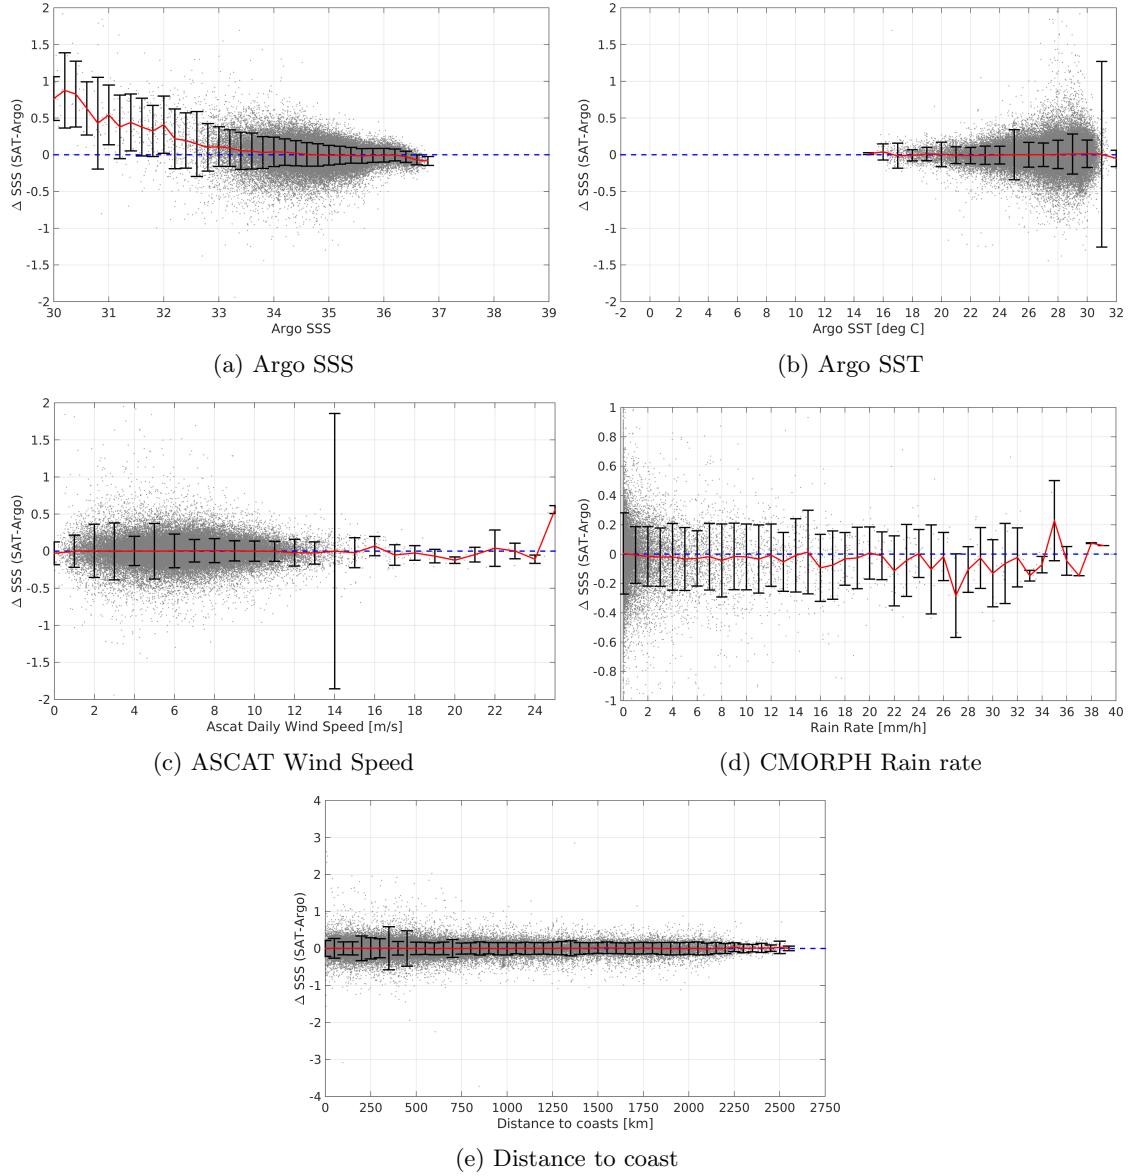 2
1.5
1
0.5
0
-0.5
-1
-1.5
-2
Δ SSS (SAT-Argo)
30 31 32 33 34 35 36 37 38 39
Argo SSS
(a) Argo SSS
2
1.5
1
0.5
0
-0.5
-1
-1.5
-2
Δ SSS (SAT-Argo)
-2 0 2 4 6 8 10 12 14 16 18 20 22 24 26 28 30 32
Argo SST [deg C]
(b) Argo SST
2
1.5
1
0.5
0
-0.5
-1
-1.5
-2
Δ SSS (SAT-Argo)
0 2 4 6 8 10 12 14 16 18 20 22 24
Ascat Daily Wind Speed [m/s]
(c) ASCAT Wind Speed
1
0.8
0.6
0.4
0.2
0
-0.2
-0.4
-0.6
-0.8
-1
Δ SSS (SAT-Argo)
0 2 4 6 8 10 12 14 16 18 20 22 24 26 28 30 32 34 36 38 40
Rain Rate [mm/h]
(d) CMORPH Rain rate
4
3
2
1
0
-1
-2
-3
-4
Δ SSS (SAT-Argo)
0 250 500 750 1000 1250 1500 1750 2000 2250 2500 2750
Distance to coasts [km]
(e) Distance to coast